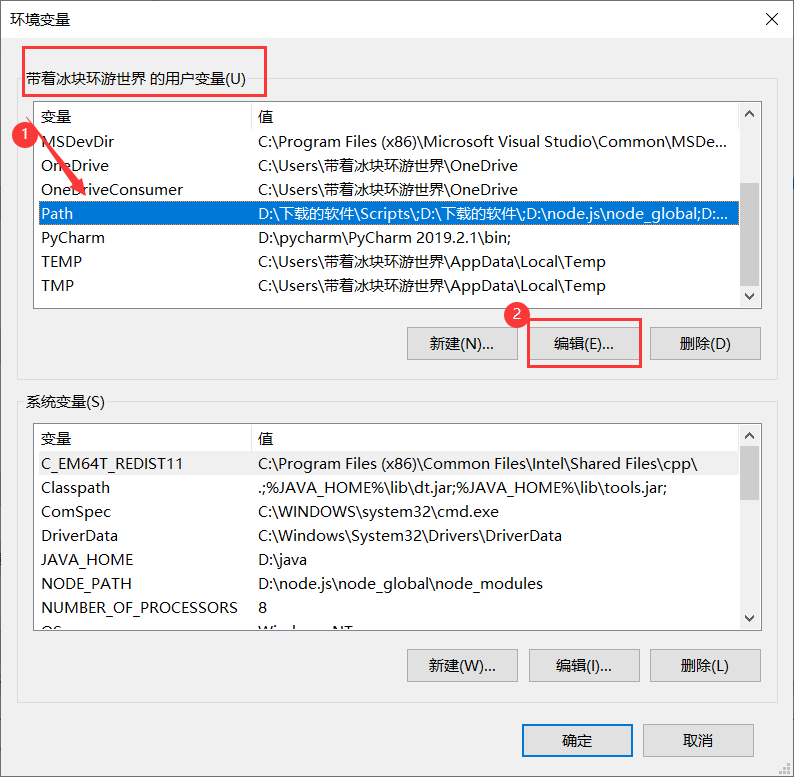 环境变量
带着冰块环游世界 的用户变量(U)
变量 值
1
MSDevDir C:\Program Files (x86)\Microsoft Visual Studio\Common\MSDe...
OneDrive C:\Users\带着冰块环游世界\OneDrive
OneDriveConsumer C:\Users\带着冰块环游世界\OneDrive
Path D:\下载的软件\Scripts\;D:\下载的软件\;D:\node.js\node_global;D:...
PyCharm D:\pycharm\PyCharm 2019.2.1\bin;
TEMP C:\Users\带着冰块环游世界\AppData\Local\Temp
TMP C:\Users\带着冰块环游世界\AppData\Local\Temp
2
新建(N)... 编辑(E)... 删除(D)
系统变量(S)
变量 值
C_EM64T_REDIST11 C:\Program Files (x86)\Common Files\Intel\Shared Files\cpp\
Classpath .;%JAVA_HOME%\lib\dt.jar;%JAVA_HOME%\lib\tools.jar;
ComSpec C:\WINDOWS\system32\cmd.exe
DriverData C:\Windows\System32\Drivers\DriverData
JAVA_HOME D:\java
NODE_PATH D:\node.js\node_global\node_modules
NUMBER_OF_PROCESSORS 8
OS Windows_NT
新建(W)... 编辑(I)... 删除(L)
确定 取消